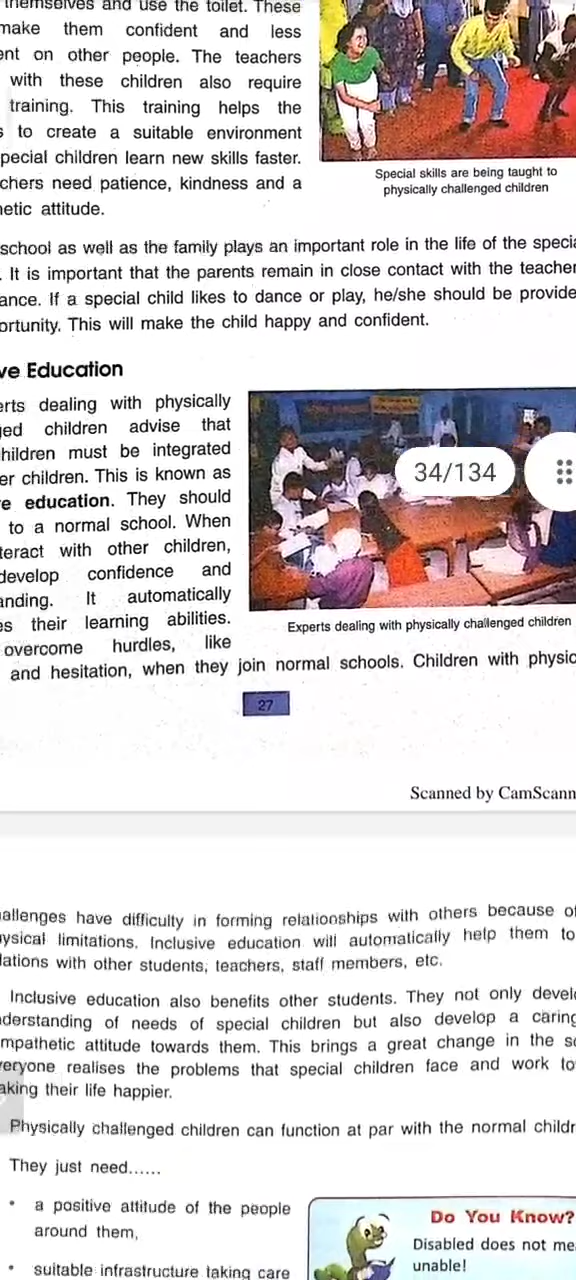 themselves and use the toilet. These
make them confident and less
ent on other people. The teachers
with these children also require
training. This training helps the
s to create a suitable environment
pecial children learn new skills faster.
chers need patience, kindness and a
hetic attitude.
Special skills are being taught to
physically challenged children
school as well as the family plays an important role in the life of the specia
. It is important that the parents remain in close contact with the teacher
ance. If a special child likes to dance or play, he/she should be provide
ortunity. This will make the child happy and confident.
ve Education
erts dealing with physically
ged children advise that
children must be integrated
er children. This is known as
e education. They should
to a normal school. When
teract with other children,
develop confidence and
anding. It automatically
es their learning abilities.
overcome hurdles, like
34/134
Experts dealing with physically challenged children
and hesitation, when they join normal schools. Children with physic
27
Scanned by CamScann
allenges have difficulty in forming relationships with others because of
ysical limitations. Inclusive education will automatically help them to
lations with other students, teachers, staff members, etc.
Inclusive education also benefits other students. They not only develo
derstanding of needs of special children but also develop a caring
mpathetic attitude towards them. This brings a great change in the so
veryone realises the problems that special children face and work to
aking their life happier.
Physically challenged children can function at par with the normal childr
They just need......
• a positive attitude of the people
around them,
• suitable infrastructure taking care
Do You Know?
Disabled does not me
unable!